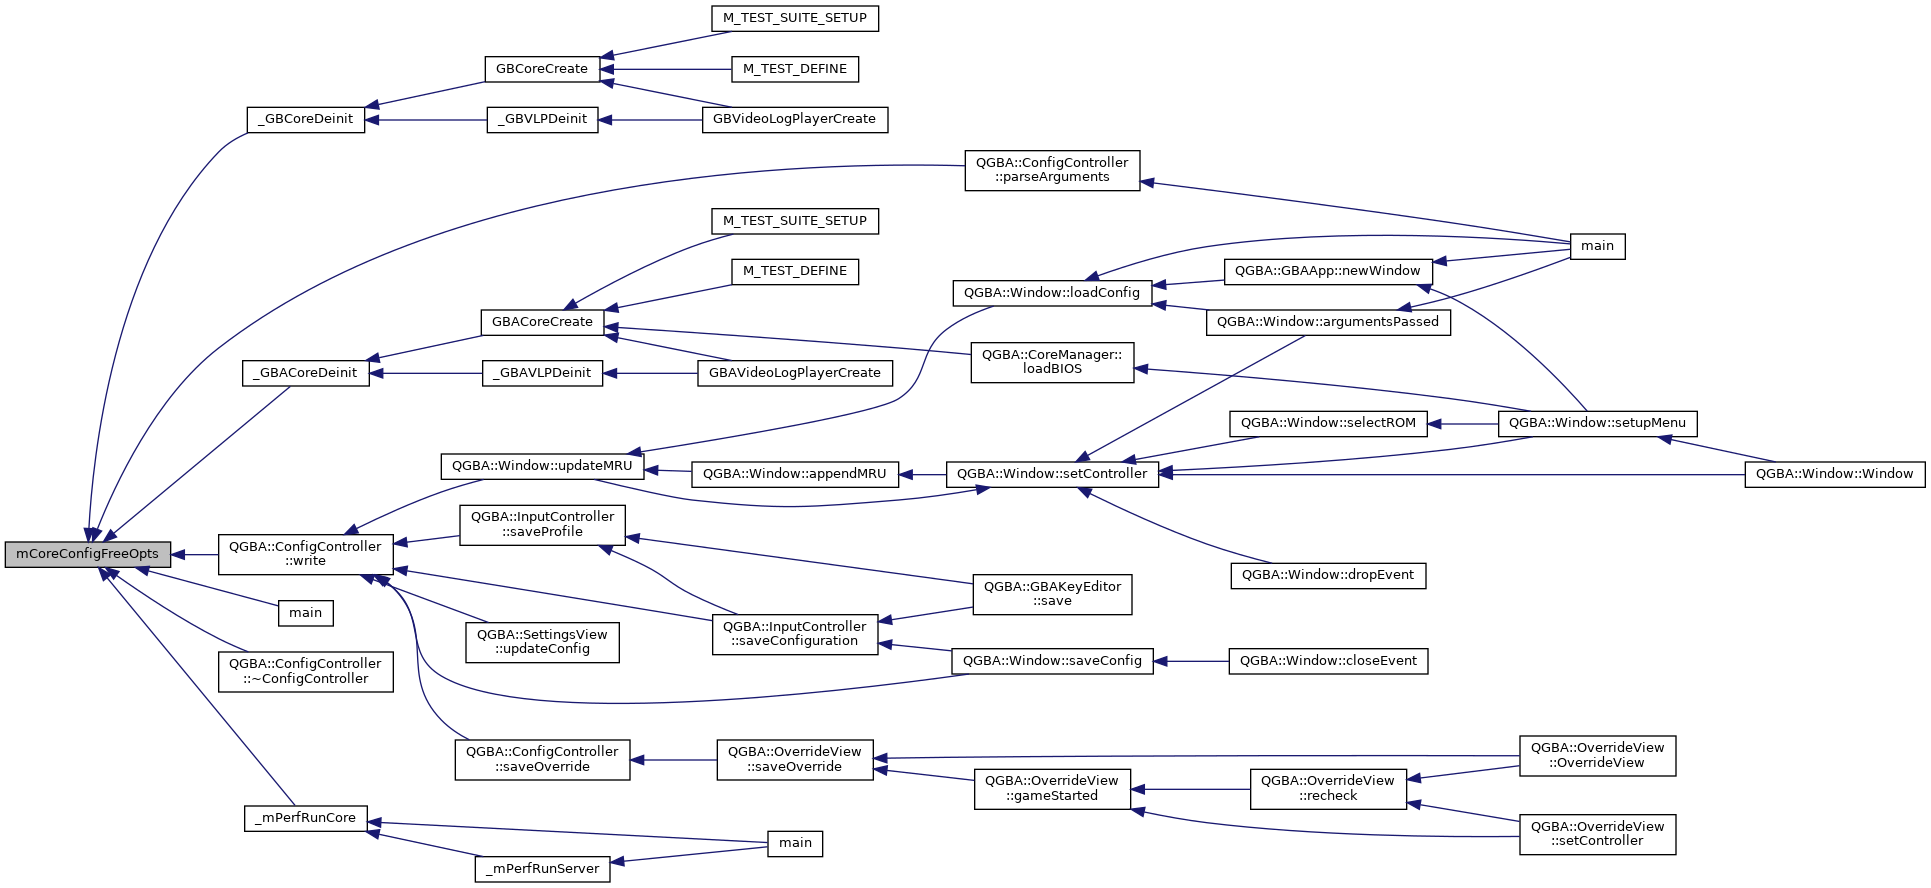 M_TEST_SUITE_SETUP
GBCoreCreate
M_TEST_DEFINE
_GBCoreDeinit
_GBVLPDeinit
GBVideoLogPlayerCreate
QGBA::ConfigController
::parseArguments
M_TEST_SUITE_SETUP
main
M_TEST_DEFINE
QGBA::GBAApp::newWindow
QGBA::Window::loadConfig
GBACoreCreate
QGBA::Window::argumentsPassed
QGBA::CoreManager::
loadBIOS
_GBACoreDeinit
_GBAVLPDeinit
GBAVideoLogPlayerCreate
QGBA::Window::selectROM
QGBA::Window::setupMenu
QGBA::Window::updateMRU
QGBA::Window::appendMRU
QGBA::Window::setController
QGBA::Window::Window
QGBA::InputController
::saveProfile
mCoreConfigFreeOpts
QGBA::ConfigController
::write
QGBA::Window::dropEvent
QGBA::GBAKeyEditor
::save
main
QGBA::SettingsView
::updateConfig
QGBA::InputController
::saveConfiguration
QGBA::ConfigController
::~ConfigController
QGBA::Window::saveConfig
QGBA::Window::closeEvent
QGBA::ConfigController
::saveOverride
QGBA::OverrideView
::saveOverride
QGBA::OverrideView
::OverrideView
QGBA::OverrideView
::gameStarted
QGBA::OverrideView
::recheck
_mPerfRunCore
QGBA::OverrideView
::setController
main
_mPerfRunServer